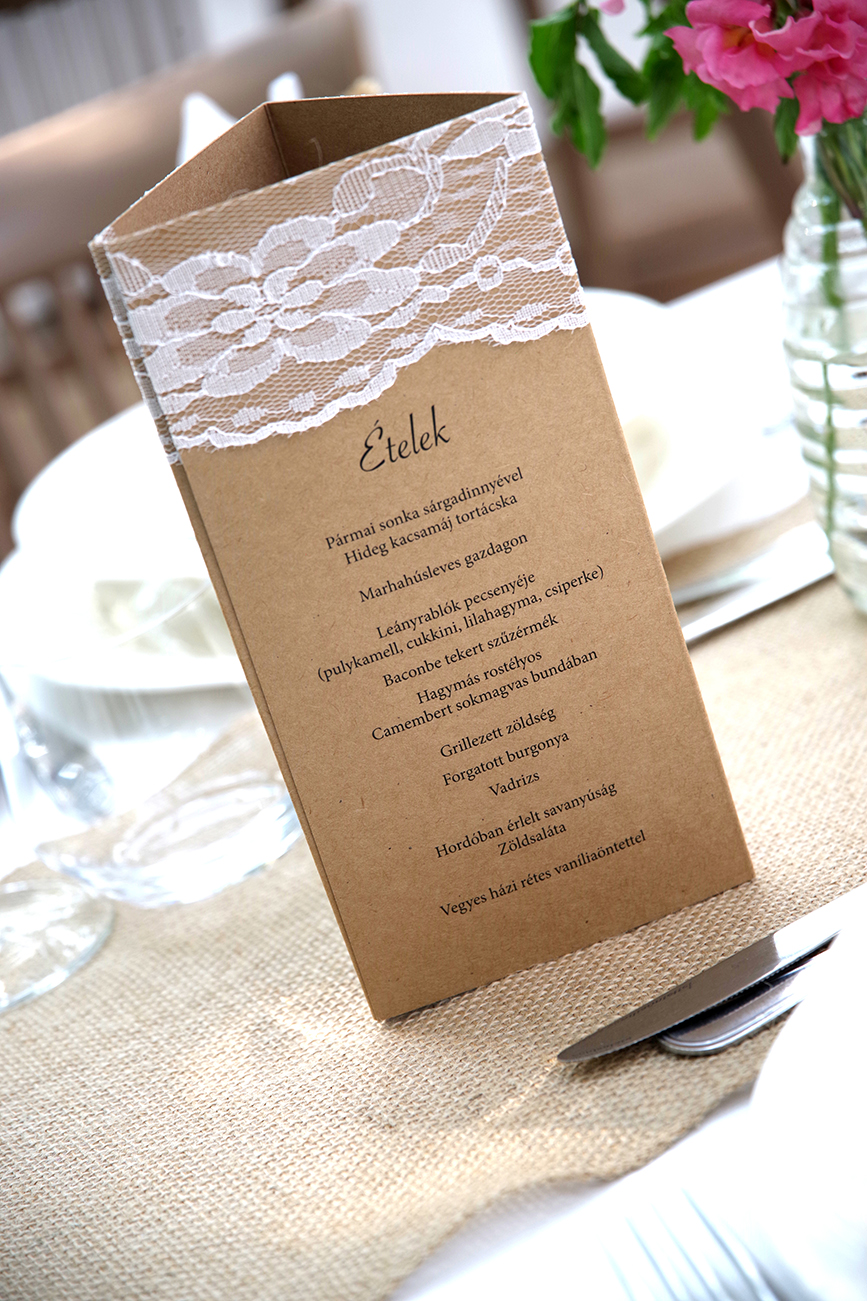 Ételek
Pármai sonka sárgadinnyével
Hideg kacsamáj tortácska
Marhahúsleves gazdagon
Leányrablók pecsenyéje
(pulykamell, cukkini, lilahagyma, csiperke)
Baconbe tekert szűzérmék
Hagymás rostélyos
Camembert sokmagvas bundában
Grillezett zöldség
Forgatott burgonya
Vadrizs
Hordóban érlelt savanyúság
Zöldsaláta
Vegyes házi rétes vaníliaöntettel